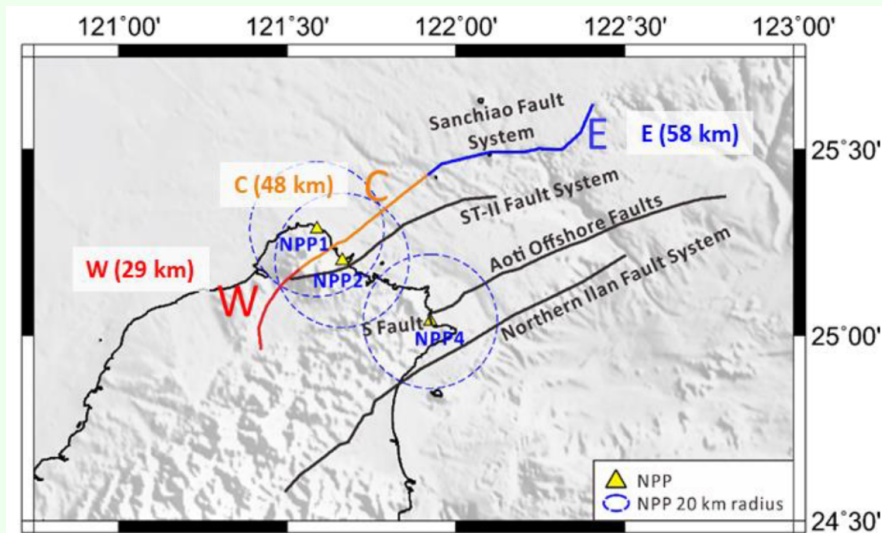 121˚00' 121˚30' 122˚00' 122˚30' 123˚00'
Sanchiao Fault
System
E
E (58 km)
25˚30'
C (48 km)
C
ST-II Fault System
NPP1
Aoti Offshore Faults
W (29 km)
NPP2
W
S Fault
NPP4
Northern Ilan Fault System
25˚00'
NPP
NPP 20 km radius
24˚30'